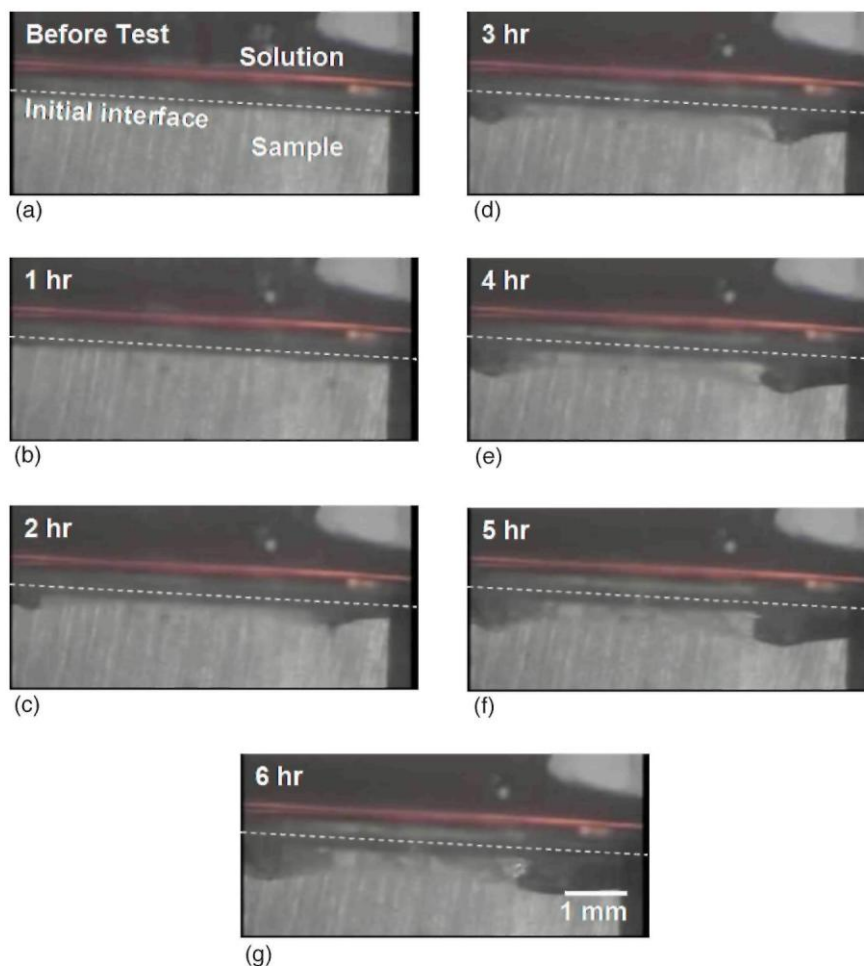 Before Test
Solution
Initial interface
Sample
(a)
1 hr
(b)
2 hr
(c)
3 hr
(d)
4 hr
(e)
5 hr
(f)
6 hr
1 mm
(g)